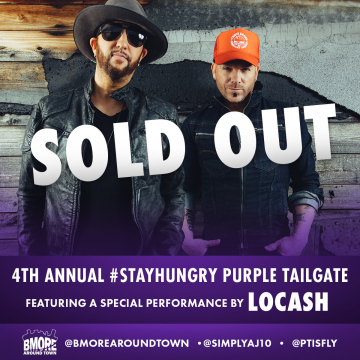 SOLD OUT
4TH ANNUAL #STAYHUNGRY PURPLE TAILGATE
FEATURING A SPECIAL PERFORMANCE BY LOCASH
BMORE
AROUND TOWN
@BMOREAROUNDTOWN • @SIMPLYAJ10 • @PTISFLY